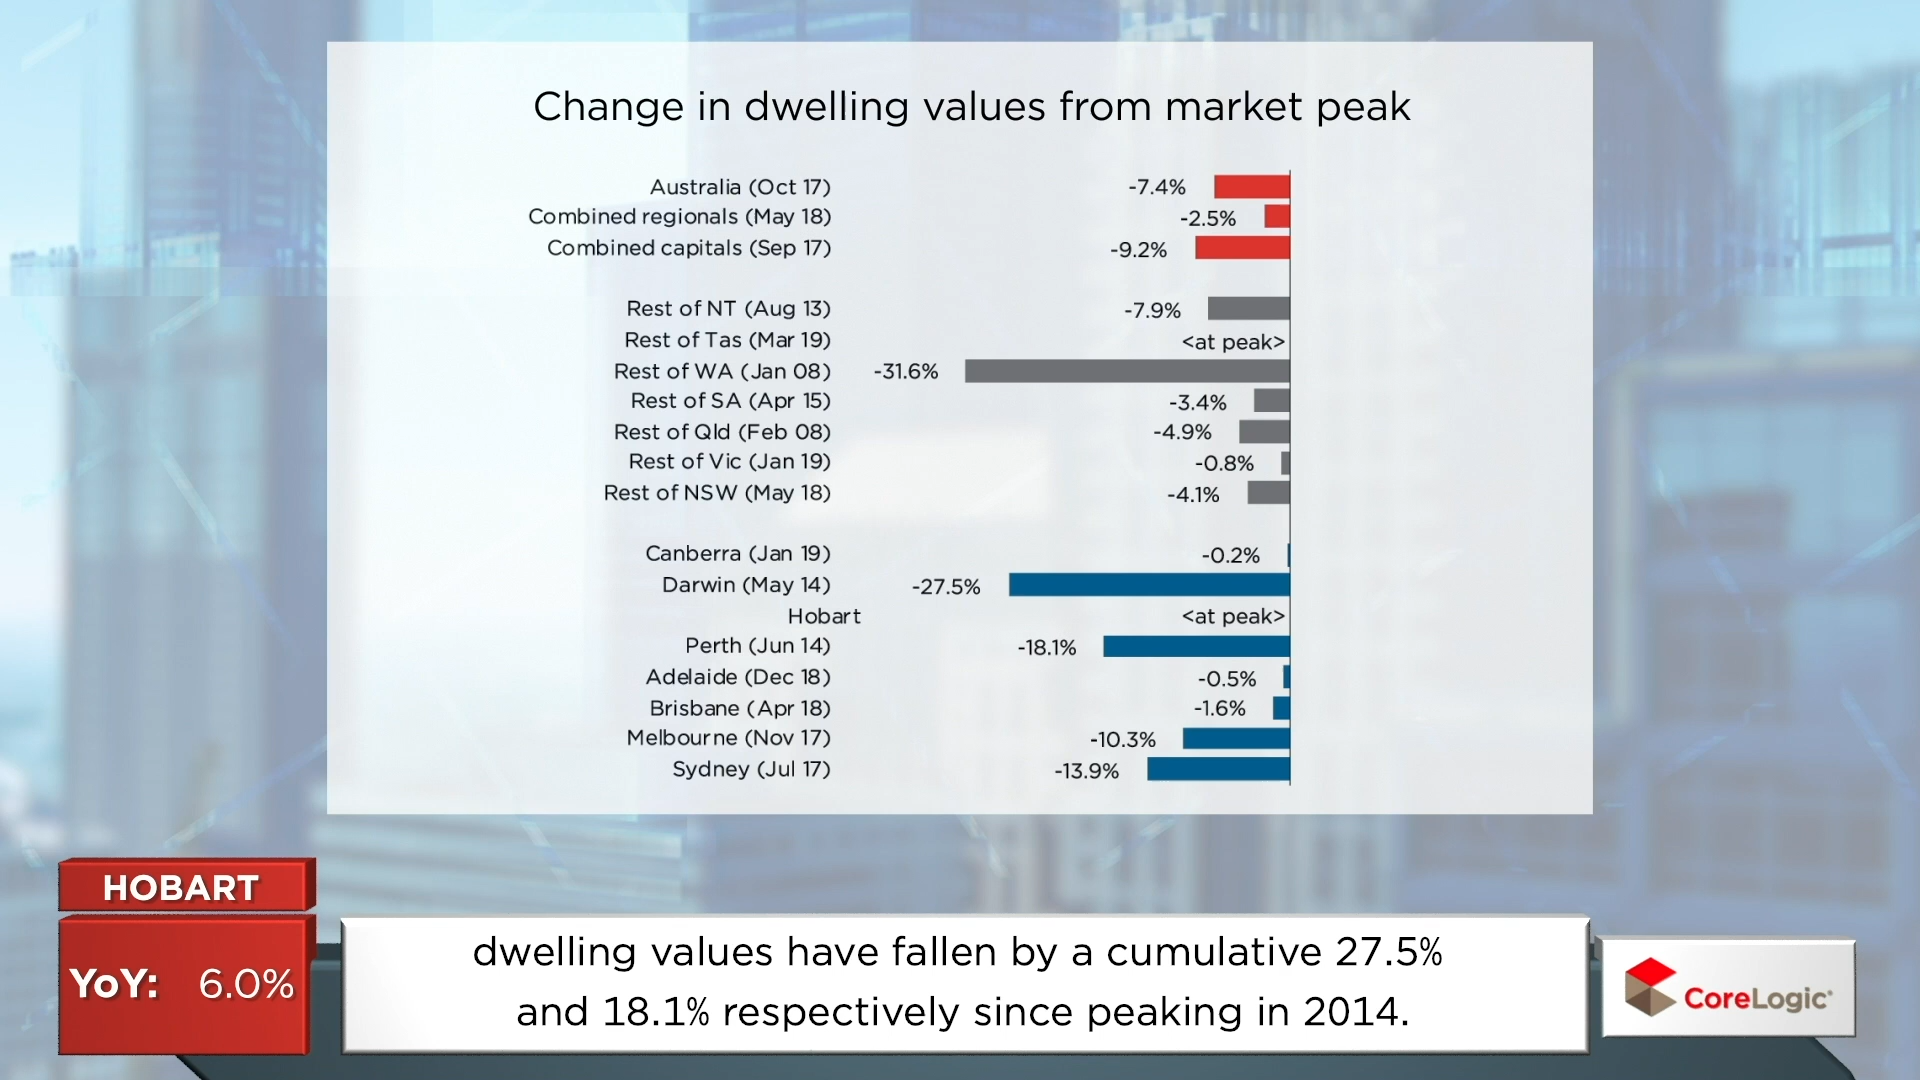 Change in dwelling values from market peak
Australia (Oct 17) -7.4%
Combined regionals (May 18) -2.5%
Combined capitals (Sep 17) -9.2%
Rest of NT (Aug 13) -7.9%
Rest of Tas (Mar 19) <at peak>
Rest of WA (Jan 08) -31.6%
Rest of SA (Apr 15) -3.4%
Rest of Qld (Feb 08) -4.9%
Rest of Vic (Jan 19) -0.8%
Rest of NSW (May 18) -4.1%
Canberra (Jan 19) -0.2%
Darwin (May 14) -27.5%
Hobart <at peak>
Perth (Jun 14) -18.1%
Adelaide (Dec 18) -0.5%
Brisbane (Apr 18) -1.6%
Melbourne (Nov 17) -10.3%
Sydney (Jul 17) -13.9%
HOBART
YoY: 6.0%
dwelling values have fallen by a cumulative 27.5%
and 18.1% respectively since peaking in 2014.
CoreLogic